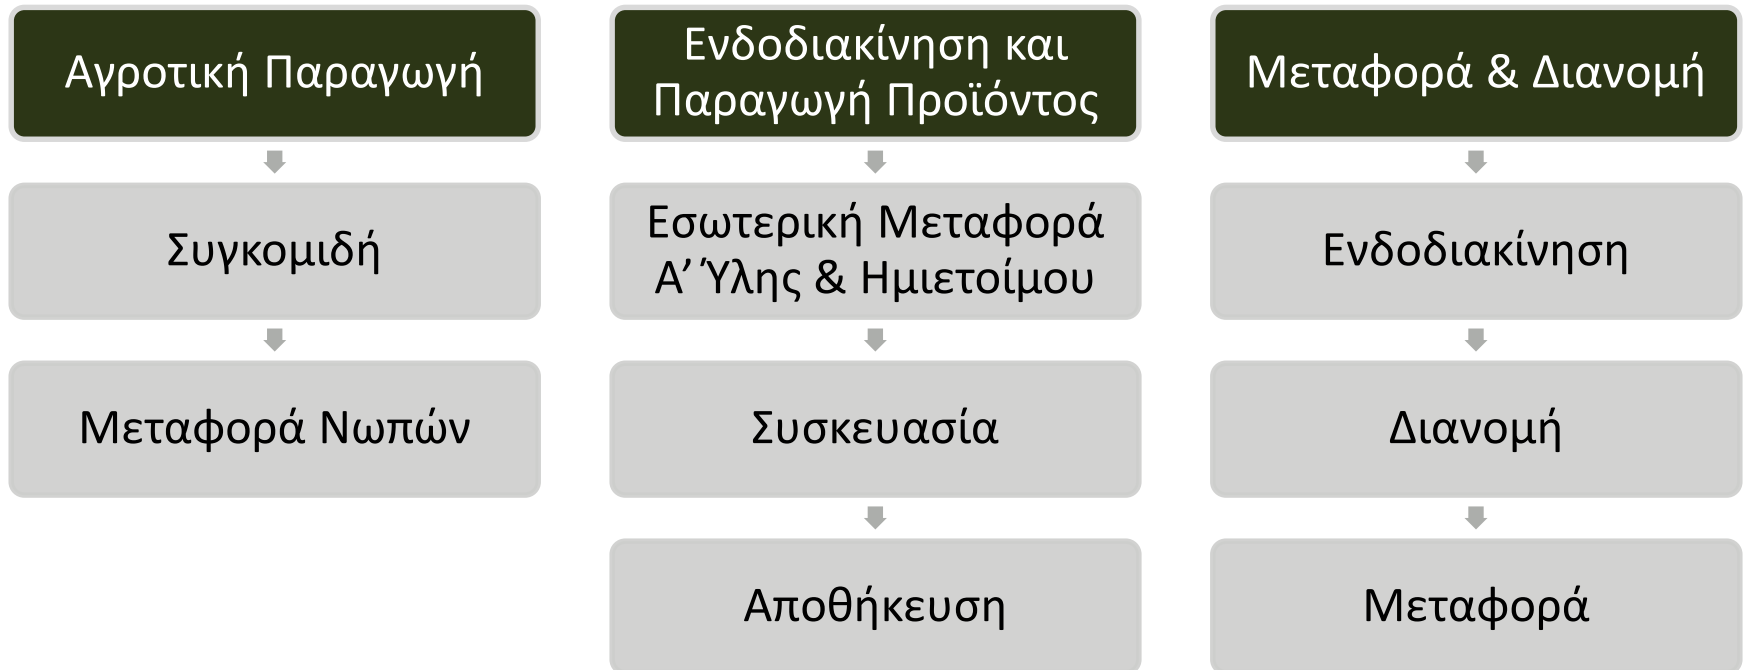 Αγροτική Παραγωγή
Συγκομιδή
Μεταφορά Νωπών
Ενδοδιακίνηση και
Παραγωγή Προϊόντος
Εσωτερική Μεταφορά
Α’ Ύλης & Ημιετοίμου
Συσκευασία
Αποθήκευση
Μεταφορά & Διανομή
Ενδοδιακίνηση
Διανομή
Μεταφορά